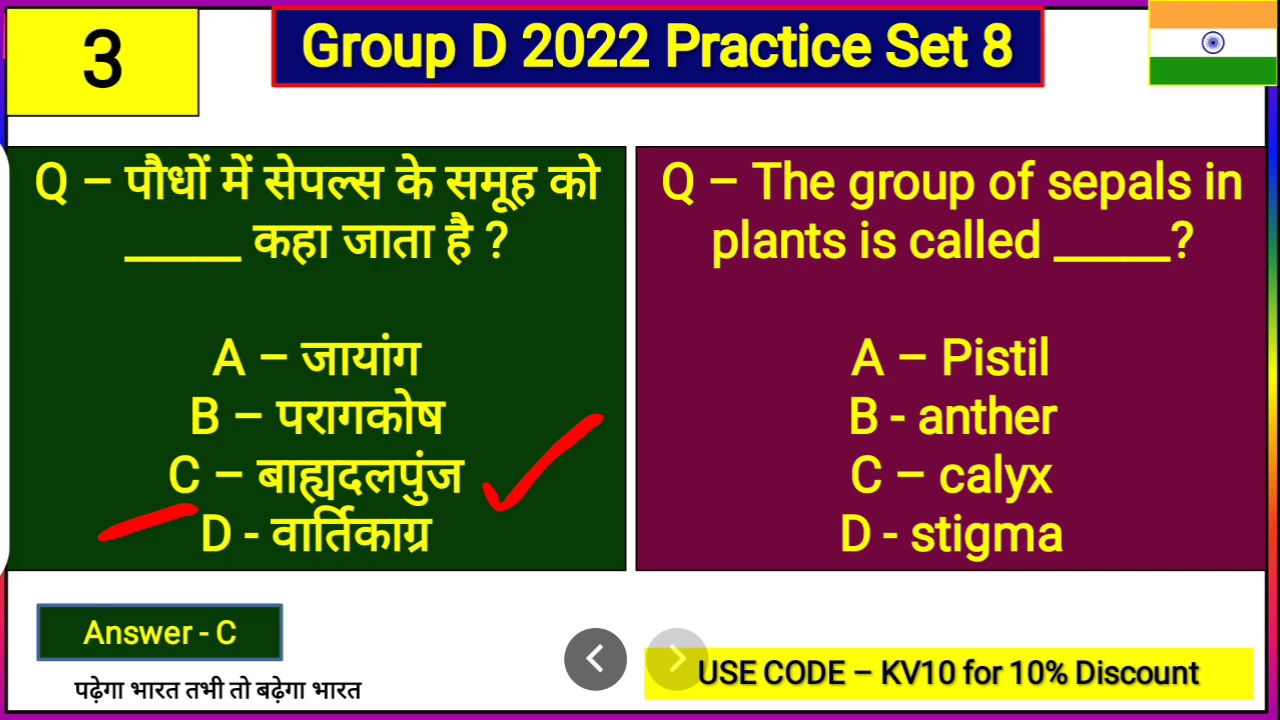 3
Group D 2022 Practice Set 8
Q – पौधों में सेपल्स के समूह को
_____ कहा जाता है ?
A – जायांग
B – परागकोष
C – बाह्यदलपुंज
D - वार्तिकाग्र
Q – The group of sepals in
plants is called _____?
A – Pistil
B - anther
C – calyx
D - stigma
Answer - C
पढ़ेगा भारत तभी तो बढ़ेगा भारत
USE CODE – KV10 for 10% Discount